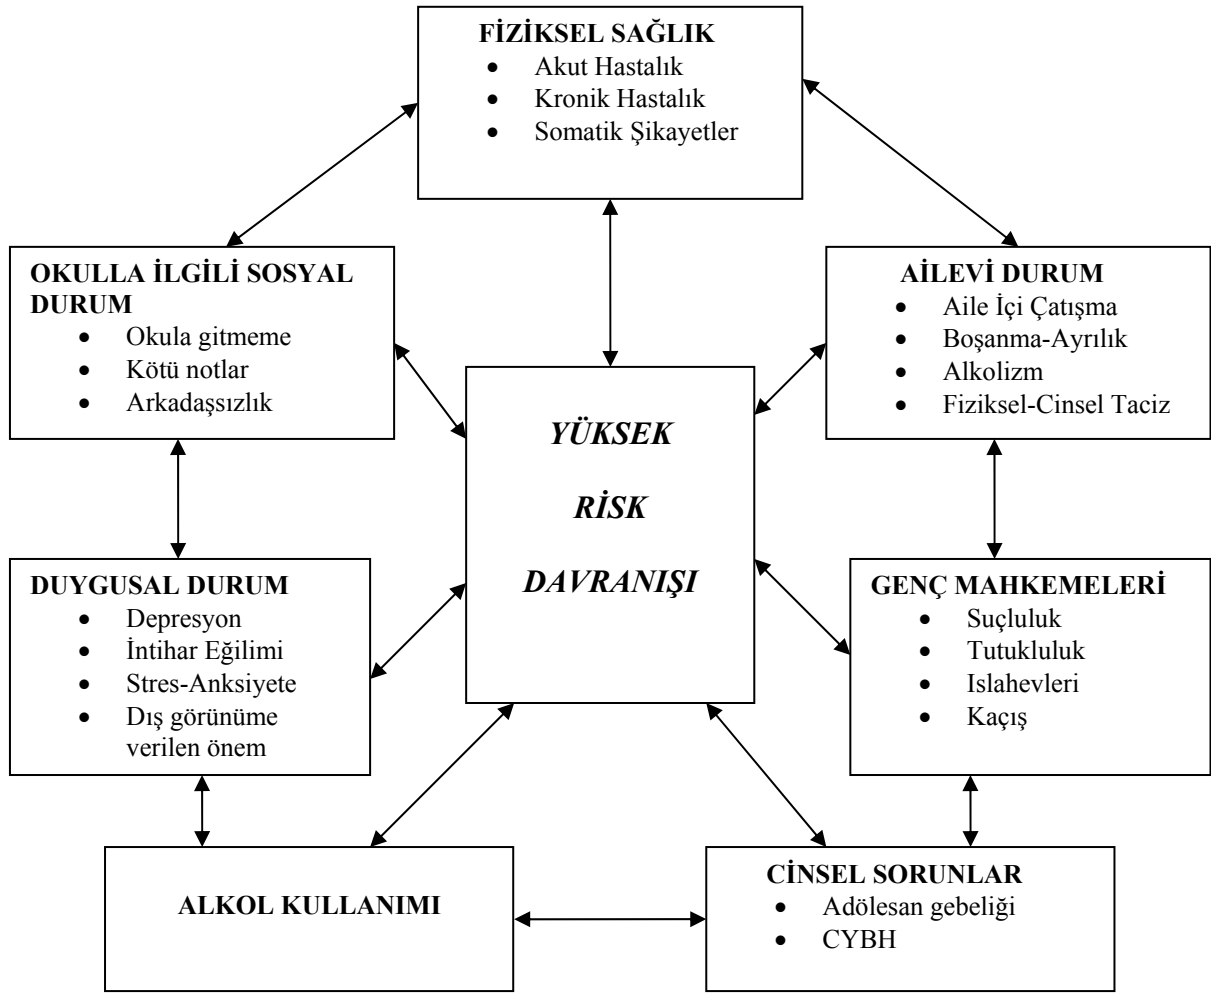 FİZİKSEL SAĞLIK
• Akut Hastalık
• Kronik Hastalık
• Somatik Şikayetler
OKULLA İLGİLİ SOSYAL
DURUM
• Okula gitmeme
• Kötü notlar
• Arkadaşsızlık
AİLEVİ DURUM
• Aile İçi Çatışma
• Boşanma-Ayrılık
• Alkolizm
• Fiziksel-Cinsel Taciz
YÜKSEK
RİSK
DAVRANIŞI
DUYGUSAL DURUM
• Depresyon
• İntihar Eğilimi
• Stres-Anksiyete
• Dış görünüme
verilen önem
GENÇ MAHKEMELERİ
• Suçluluk
• Tutukluluk
• Islahevleri
• Kaçış
ALKOL KULLANIMI
CİNSEL SORUNLAR
• Adölesan gebeliği
• CYBH